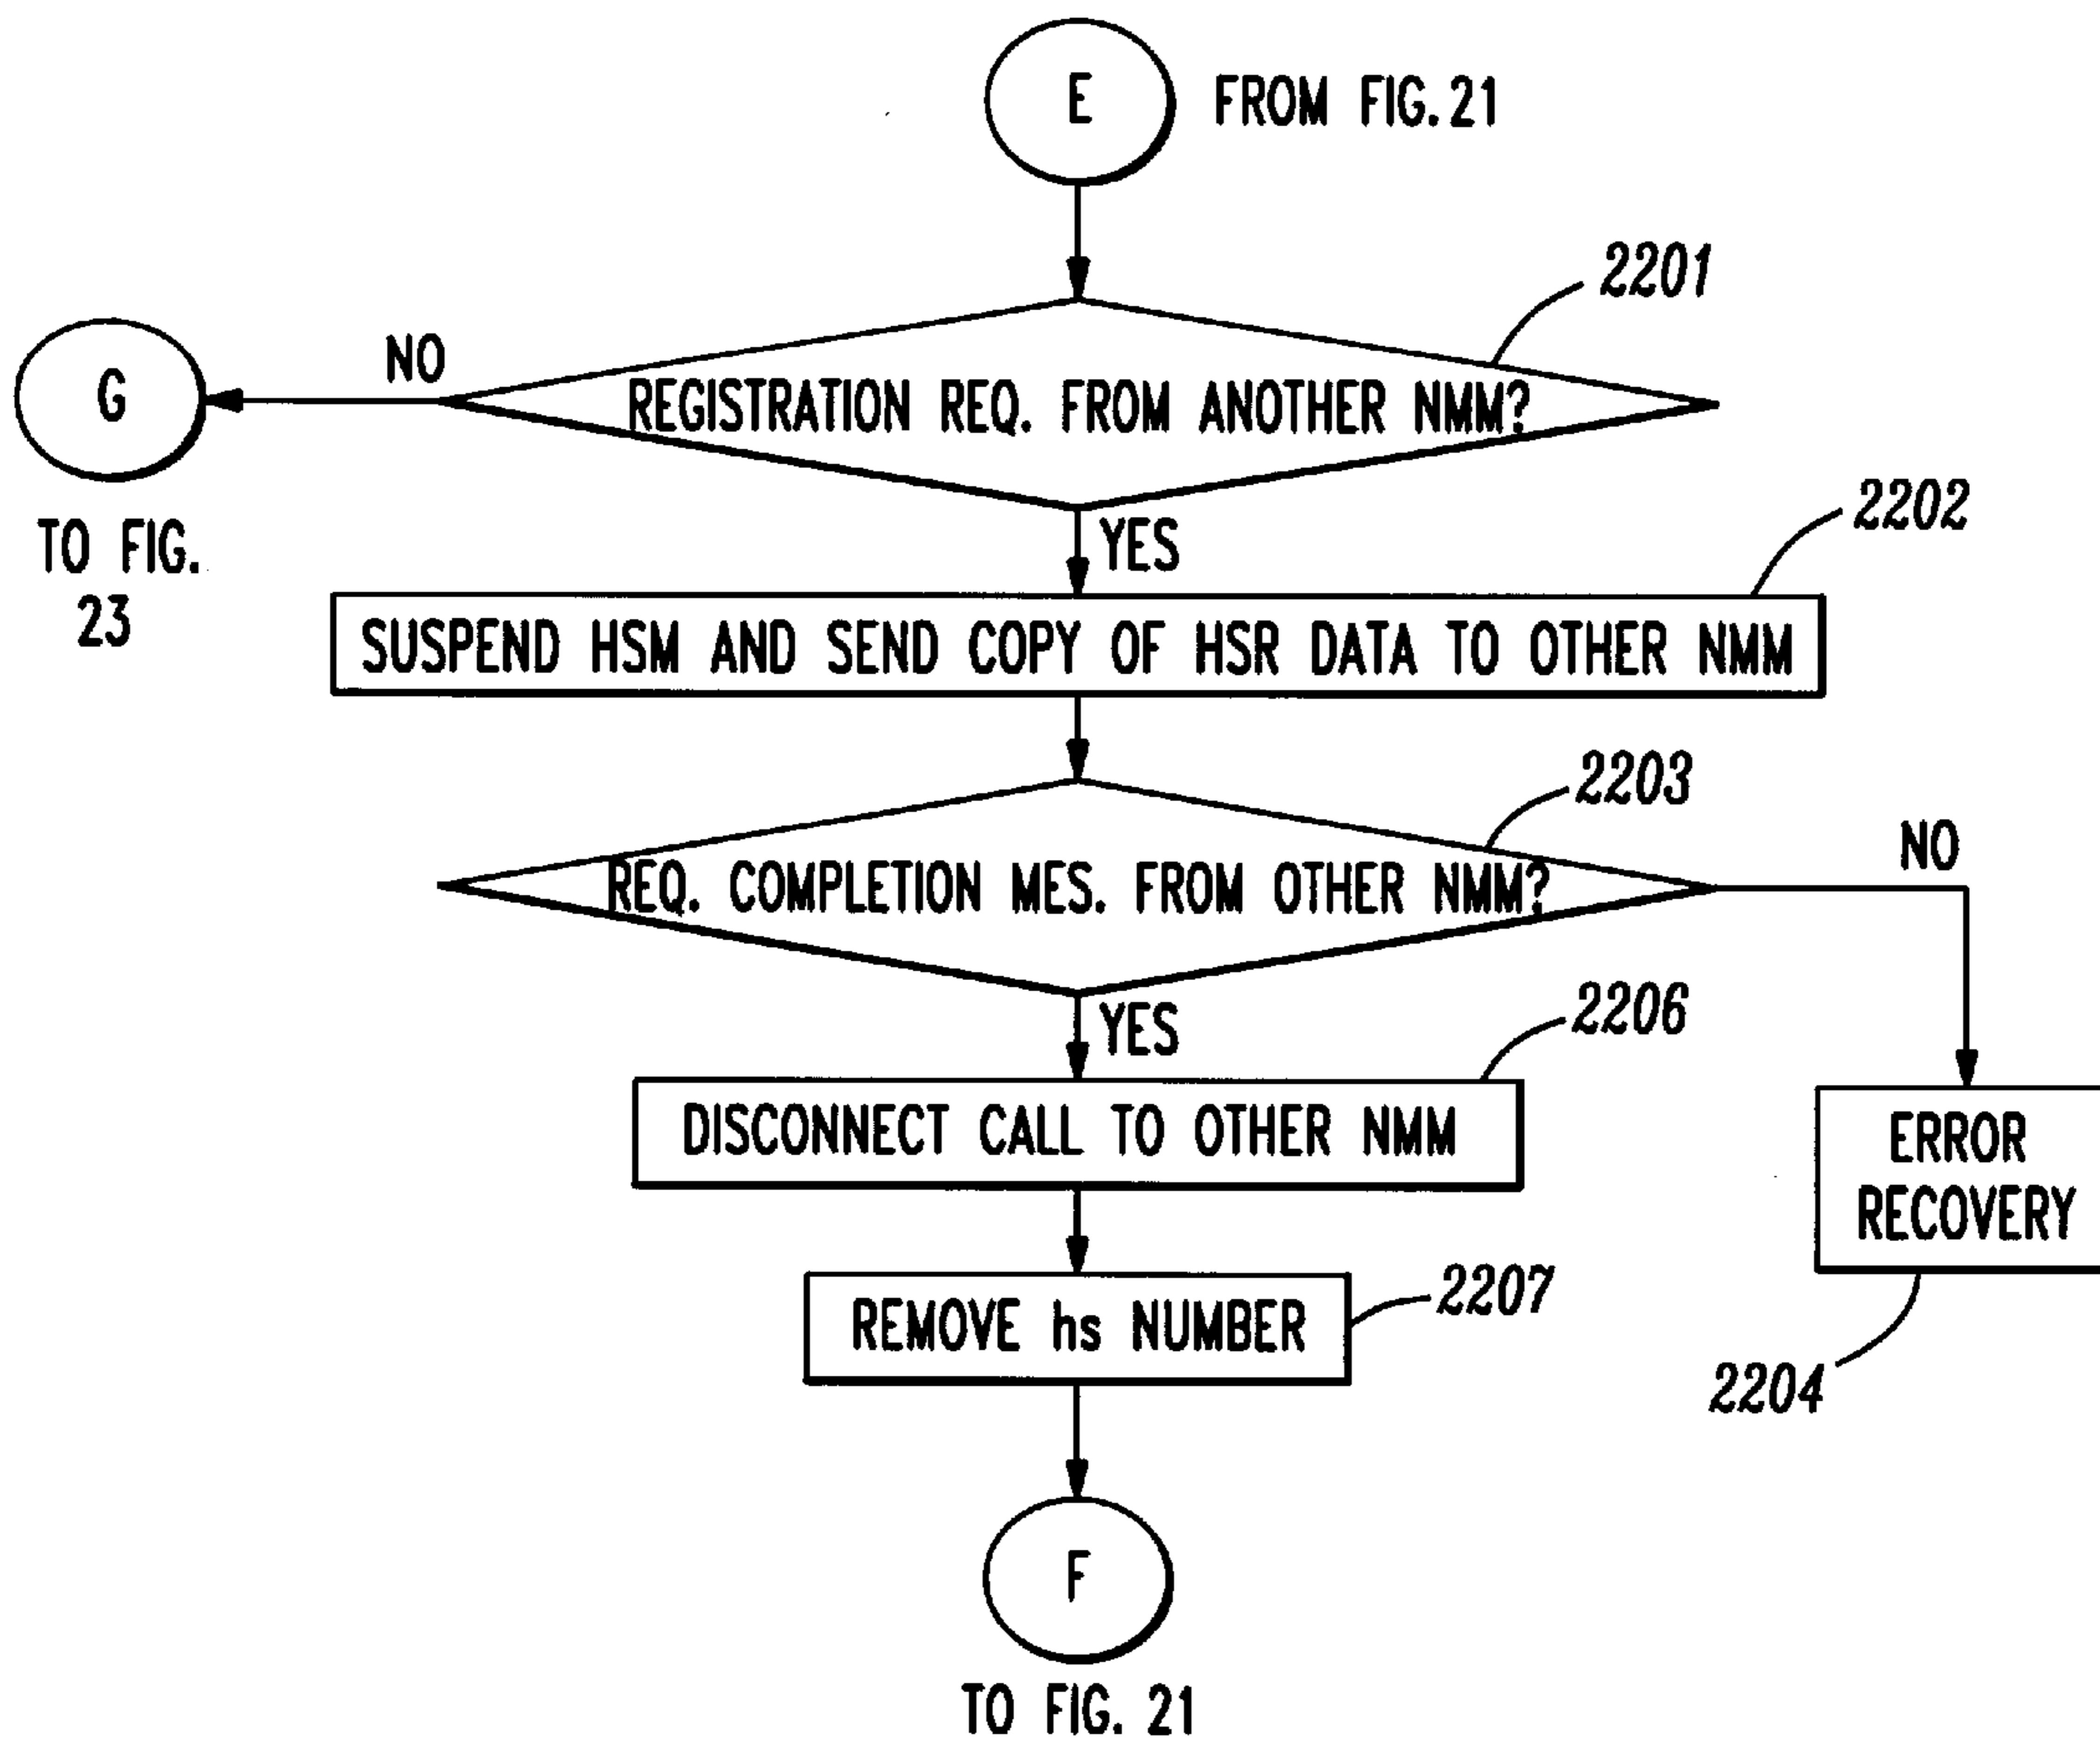 E FROM FIG. 21
2201
NO
G
REGISTRATION REQ. FROM ANOTHER NMM?
TO FIG.
23
YES
2202
SUSPEND HSM AND SEND COPY OF HSR DATA TO OTHER NMM
2203
NO
REQ. COMPLETION MES. FROM OTHER NMM?
YES
2206
DISCONNECT CALL TO OTHER NMM
ERROR
RECOVERY
2207
REMOVE hs NUMBER
2204
F
TO FIG. 21